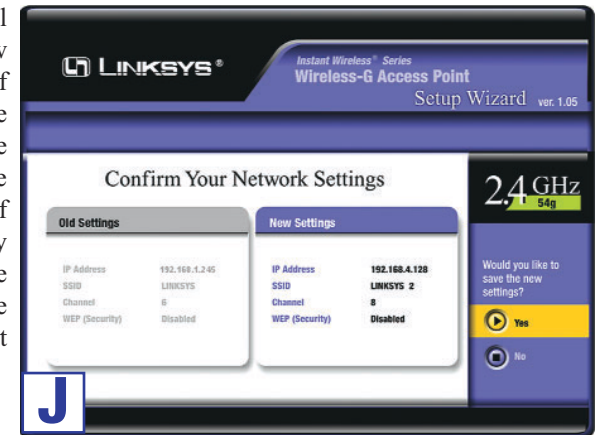 LINKSYS®
Instant Wireless® Series
Wireless-G Access Point
Setup Wizard ver. 1.05
Confirm Your Network Settings
2.4 GHz
54g
Old Settings
IP Address 192.168.1.245
SSID LINKSYS
Channel 6
WEP (Security) Disabled
New Settings
IP Address 192.168.4.128
SSID LINKSYS 2
Channel 8
WEP (Security) Disabled
Would you like to
save the new
settings?
Yes
No
J